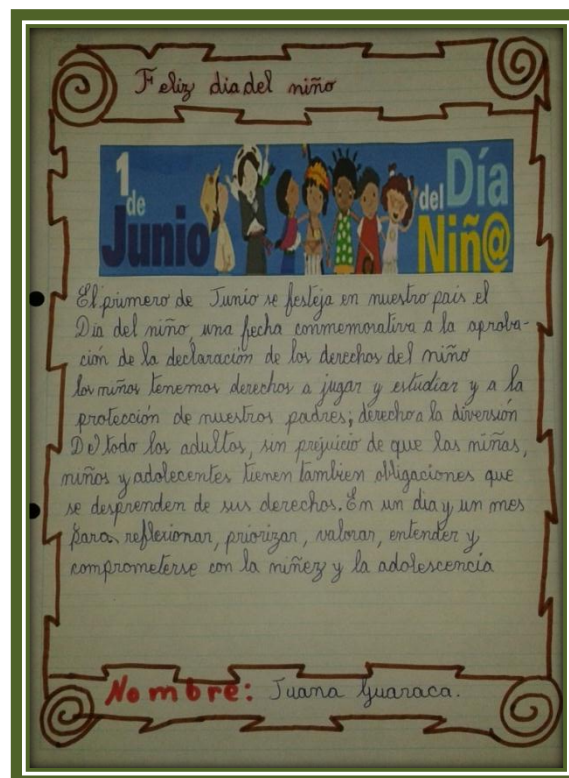 Feliz dia del niño
1 de Junio del Día Niñ@
El primero de Junio se festeja en nuestro pais el
Dia del niño, una fecha conmemorativa a la aproba-
ción de la declaración de los derechos del niño
los niños tenemos derechos a jugar y estudiar y a la
protección de nuestros padres; derecho a la diversión
De todo los adultos, sin prejuicio de que las niñas,
niños y adolecentes tienen tambien obligaciones que
se desprenden de sus derechos. En un dia y un mes
para reflexionar, priorizar, valorar, entender y
comprometerse con la niñez y la adolescencia
Nombre: Juana Guaraca.